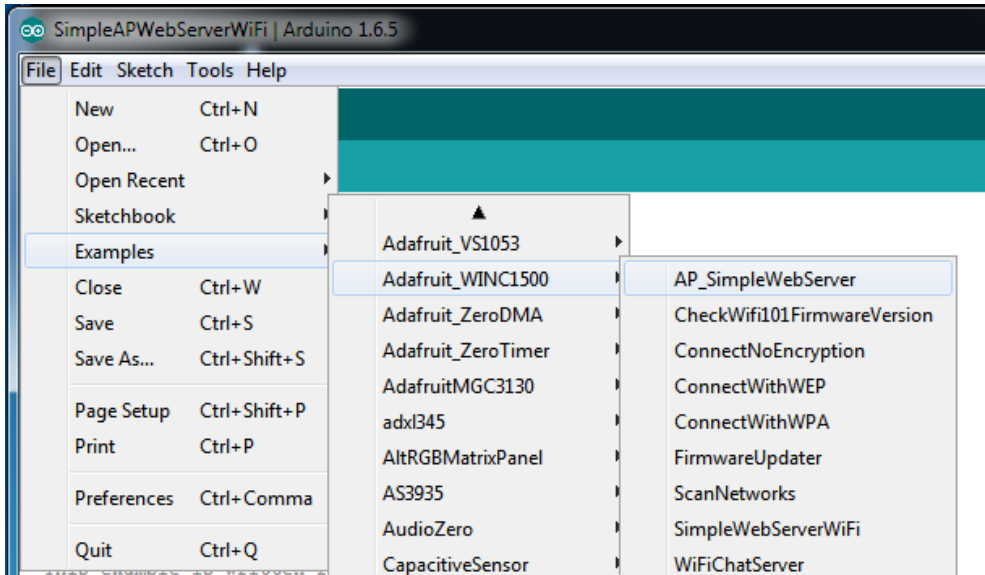 SimpleAPWebServerWiFi | Arduino 1.6.5
File Edit Sketch Tools Help
New Ctrl+N
Open... Ctrl+O
Open Recent
Sketchbook
Examples
Close Ctrl+W
Save Ctrl+S
Save As... Ctrl+Shift+S
Page Setup Ctrl+Shift+P
Print Ctrl+P
Preferences Ctrl+Comma
Quit Ctrl+Q
Adafruit_VS1053
Adafruit_WINC1500
Adafruit_ZeroDMA
Adafruit_ZeroTimer
AdafruitMGC3130
adxl345
AltRGBMatrixPanel
AS3935
AudioZero
CapacitiveSensor
AP_SimpleWebServer
CheckWifi101FirmwareVersion
ConnectNoEncryption
ConnectWithWEP
ConnectWithWPA
FirmwareUpdater
ScanNetworks
SimpleWebServerWiFi
WiFiChatServer